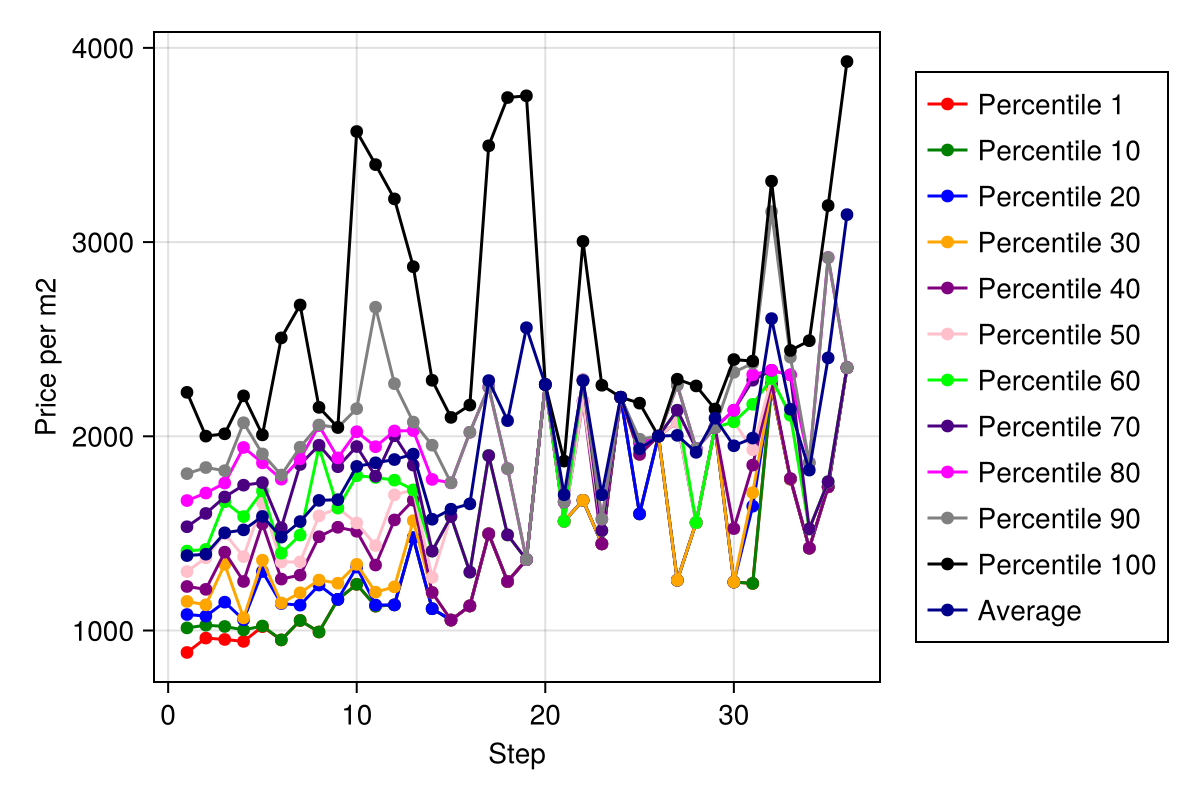 4000
3000
2000
1000
Price per m2
0
10
20
30
Step
Percentile 1
Percentile 10
Percentile 20
Percentile 30
Percentile 40
Percentile 50
Percentile 60
Percentile 70
Percentile 80
Percentile 90
Percentile 100
Average